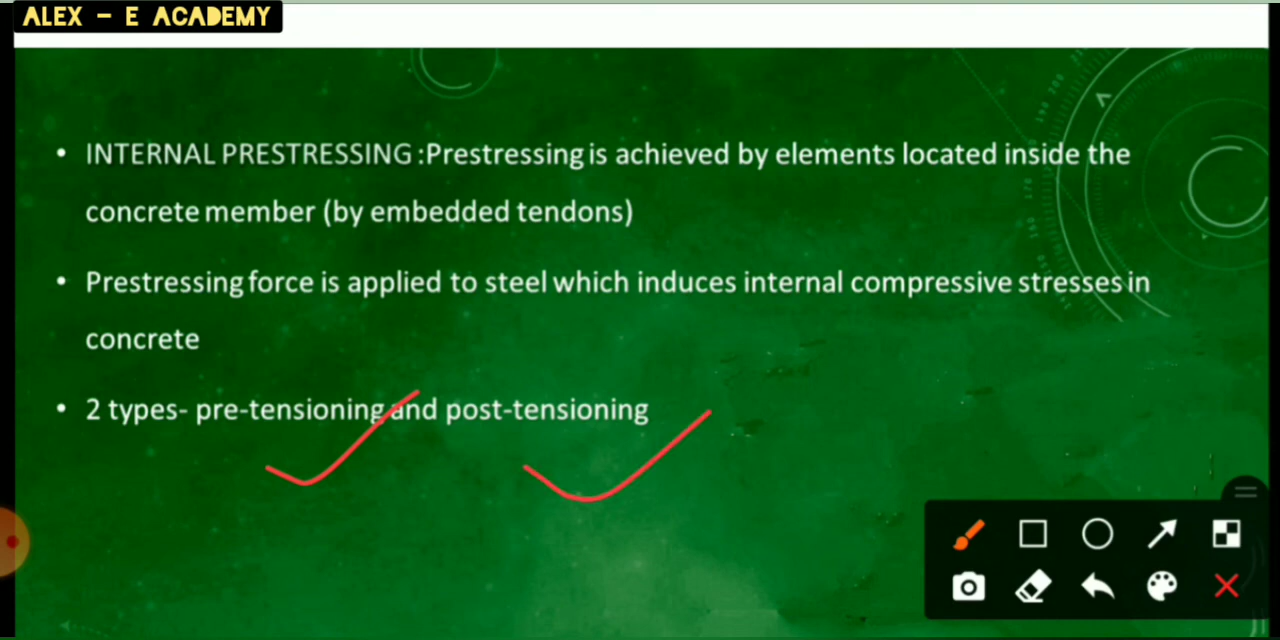 ALEX - E ACADEMY
• INTERNAL PRESTRESSING :Prestressing is achieved by elements located inside the
concrete member (by embedded tendons)
• Prestressing force is applied to steel which induces internal compressive stresses in
concrete
• 2 types- pre-tensioning and post-tensioning